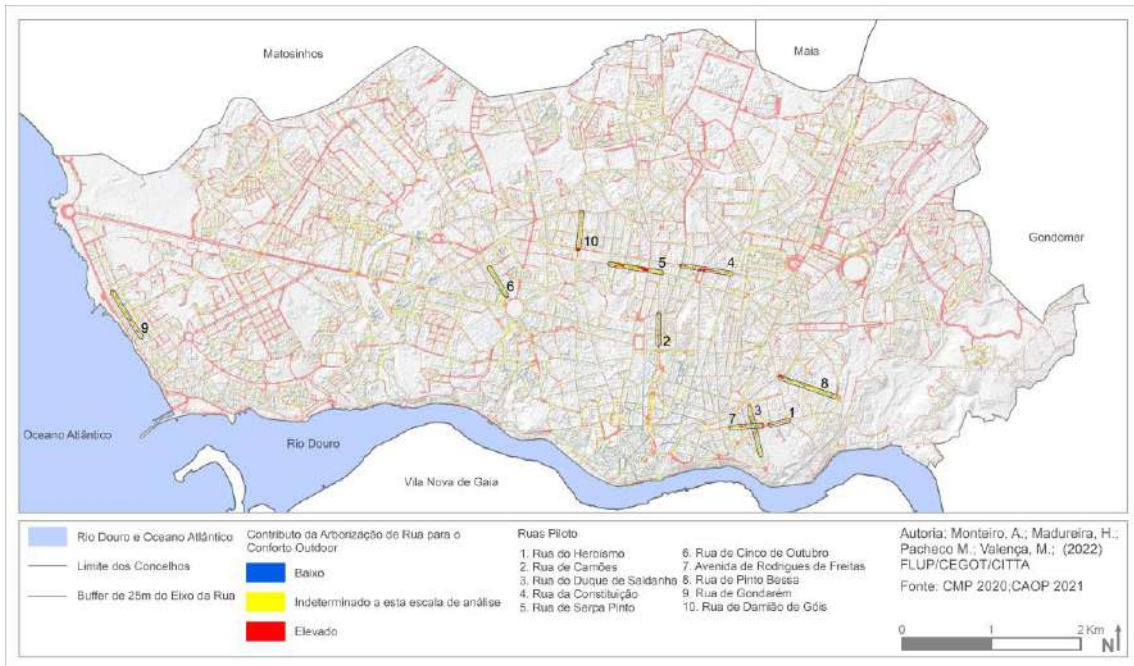 Matosinhos
Maia
Gondomar
10
5
4
6
9
2
8
3
1
7
Oceano Atlântico
Rio Douro
Vila Nova de Gaia
Rio Douro e Oceano Atlântico
Limite dos Concelhos
Buffer de 25m do Eixo da Rua
Contributo da Arborização de Rua para o
Conforto Outdoor
Baixo
Indeterminado a esta escala de análise
Elevado
Ruas Piloto
1. Rua do Heroísmo
2. Rua de Camões
3. Rua do Duque de Saldanha
4. Rua da Constituição
5. Rua de Serpa Pinto
6. Rua de Cinco de Outubro
7. Avenida de Rodrigues de Freitas
8. Rua de Pinto Bessa
9. Rua de Gondarém
10. Rua de Damião de Góis
Autoria: Monteiro, A.; Madureira, H.;
Pacheco M.; Valença, M.; (2022)
FLUP/CEGOT/CITTA
Fonte: CMP 2020;CAOP 2021
0 1 2 Km
N